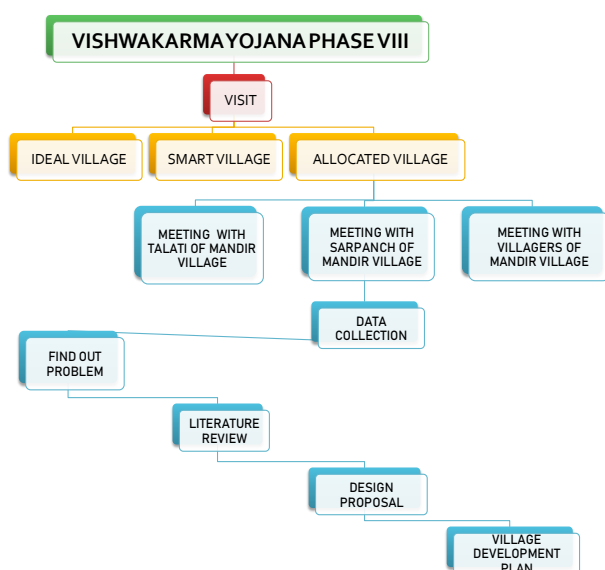 VISHWAKARMA YOJANA PHASE VIII
VISIT
IDEAL VILLAGE
SMART VILLAGE
ALLOCATED VILLAGE
MEETING WITH
TALATI OF MANDIR
VILLAGE
MEETING WITH
SARPANCH OF
MANDIR VILLAGE
MEETING WITH
VILLAGERS OF
MANDIR VILLAGE
DATA
COLLECTION
FIND OUT
PROBLEM
LITERATURE
REVIEW
DESIGN
PROPOSAL
VILLAGE
DEVELOPMENT
PLAN